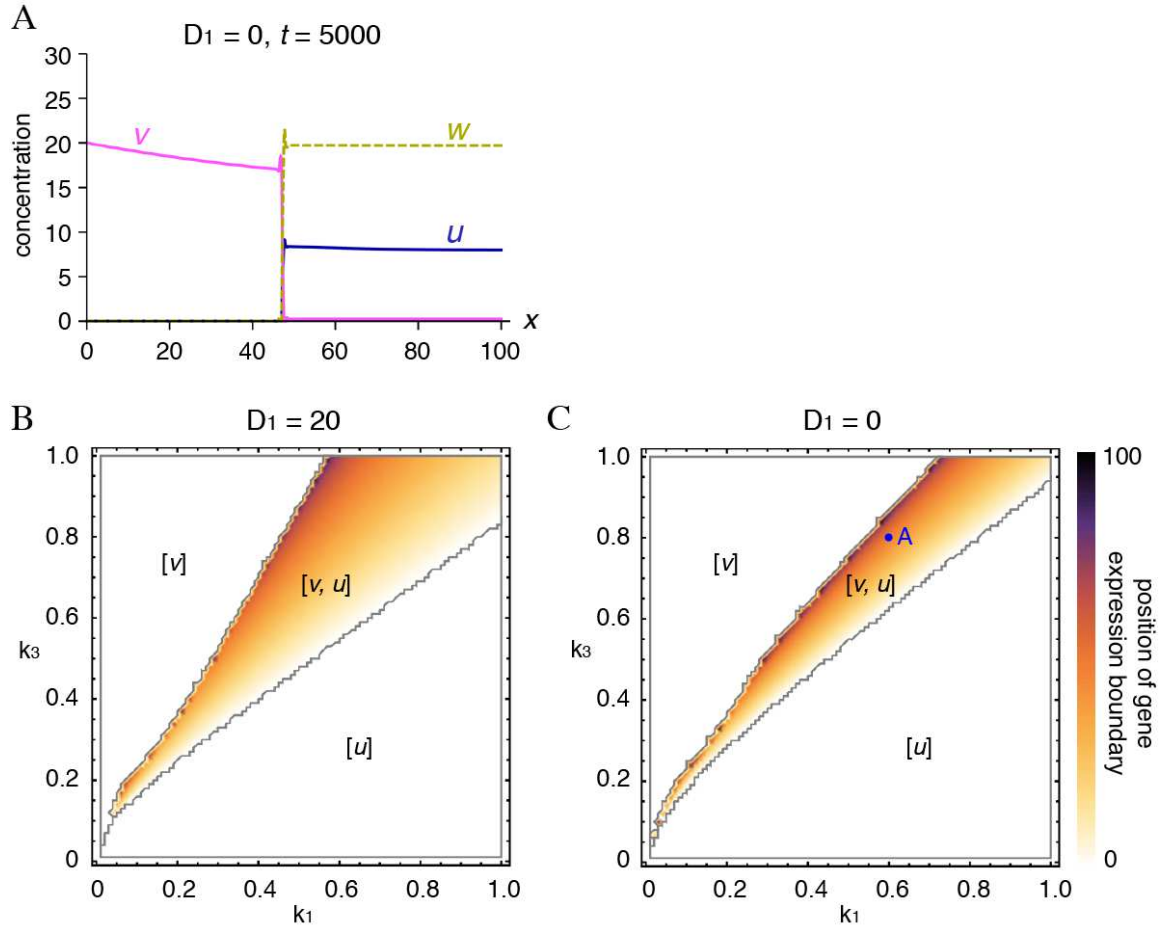 A
D1 = 0, t = 5000
30
25
20
15
10
5
0
concentration
v
w
u
0 20 40 60 80 100 x
B
D1 = 20
1.0
0.8
0.6
0.4
0.2
0
k3
[v]
[v, u]
[u]
0 0.2 0.4 0.6 0.8 1.0
k1
C
D1 = 0
1.0
0.8
0.6
0.4
0.2
0
k3
[v]
A
[v, u]
[u]
0 0.2 0.4 0.6 0.8 1.0
k1
100
0
position of gene
expression boundary